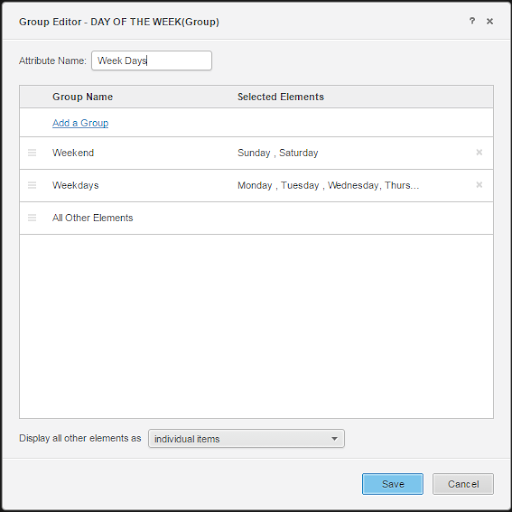 Group Editor - DAY OF THE WEEK(Group) ?
Attribute Name: Week Days
Group Name Selected Elements
Add a Group
Weekend Sunday , Saturday
Weekdays Monday , Tuesday , Wednesday, Thurs...
All Other Elements
Display all other elements as individual items
Save Cancel